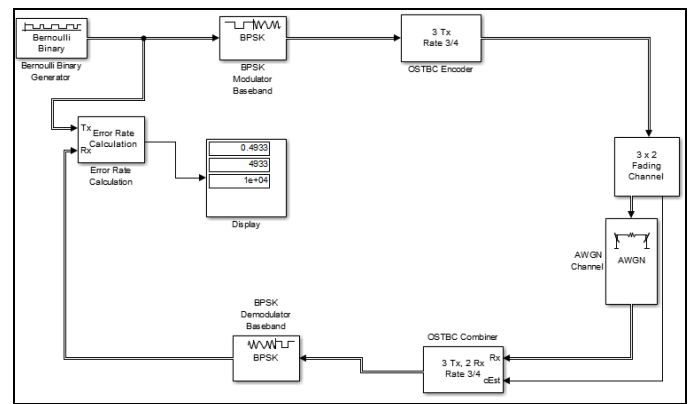 Bernoulli
Binary
Bernoulli Binary
Generator
BPSK
BPSK
Modulator
Baseband
3 Tx
Rate 3/4
OSTBC Encoder
Tx
Rx
Error Rate
Calculation
Error Rate
Calculation
0.4933
4933
1e+04
Display
3 x 2
Fading
Channel
AWGN
Channel
AWGN
BPSK
Demodulator
Baseband
BPSK
OSTBC Combiner
3 Tx, 2 Rx
Rate 3/4
Rx
cEst